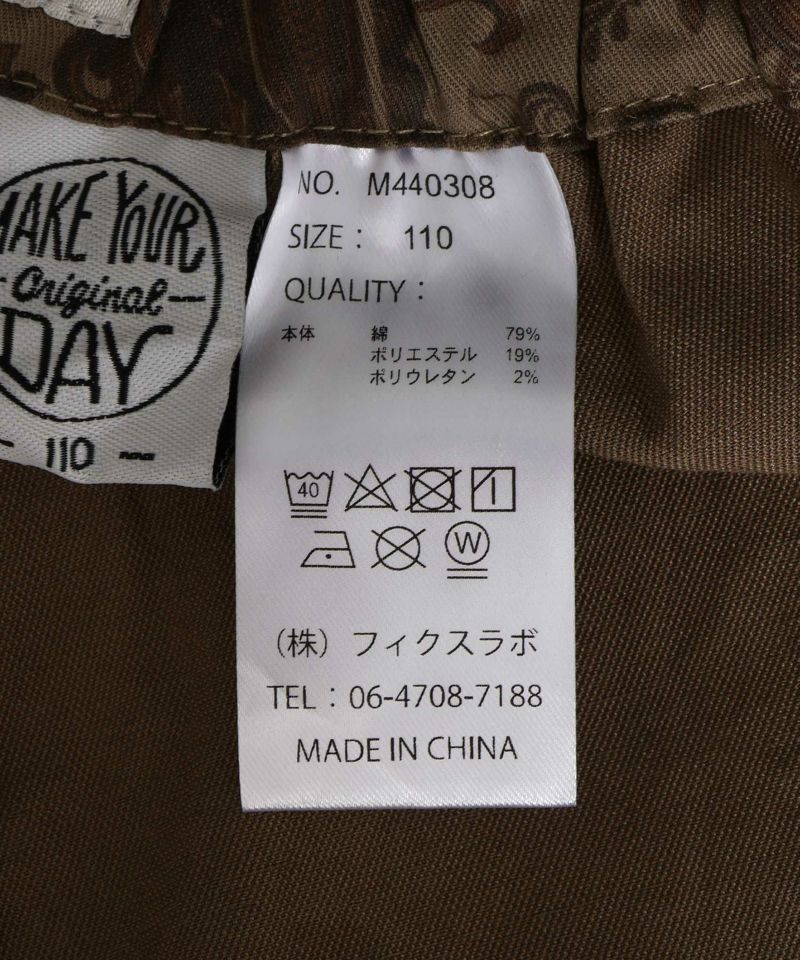 MAKE YOUR
Original
DAY
110
NO. M440308
SIZE : 110
QUALITY :
本体 綿 79%
ポリエステル 19%
ポリウレタン 2%
40
W
(株) フィクスラボ
TEL : 06-4708-7188
MADE IN CHINA